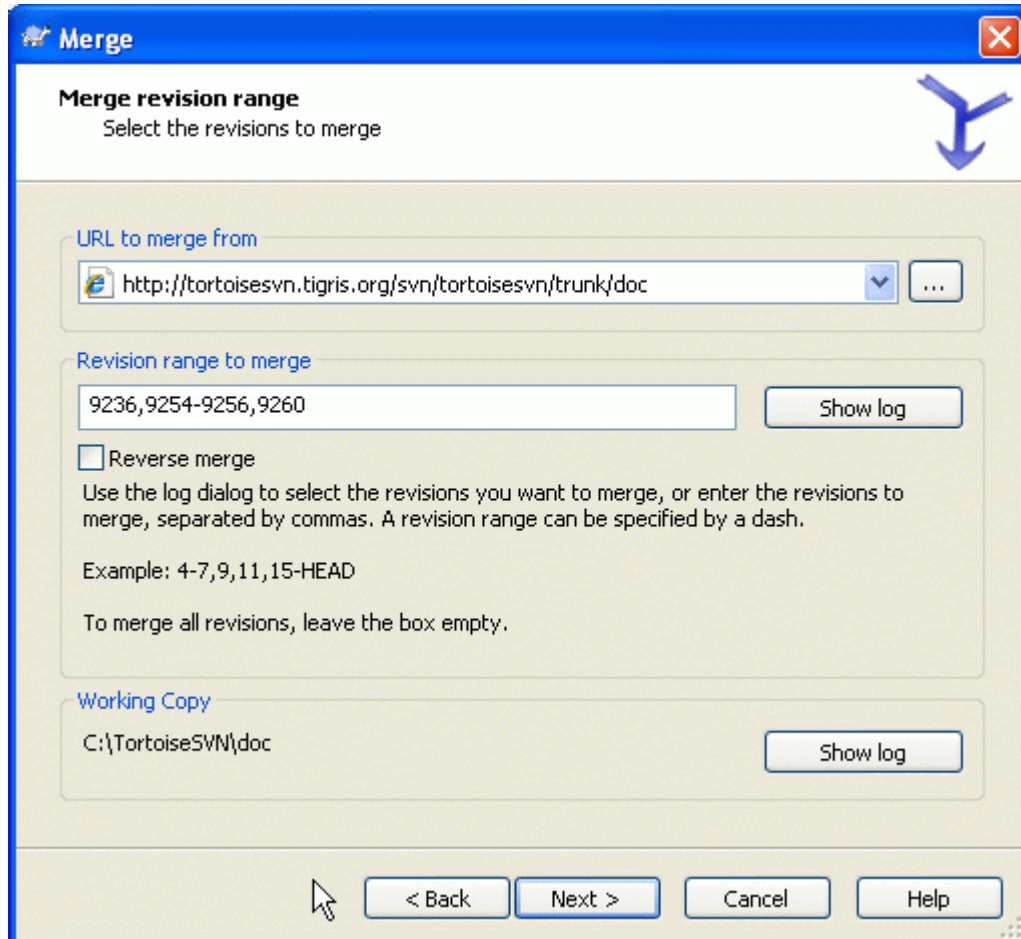 Merge
Merge revision range
Select the revisions to merge
URL to merge from
http://tortoisesvn.tigris.org/svn/tortoisesvn/trunk/doc
...
Revision range to merge
9236,9254-9256,9260
Show log
Reverse merge
Use the log dialog to select the revisions you want to merge, or enter the revisions to
merge, separated by commas. A revision range can be specified by a dash.
Example: 4-7,9,11,15-HEAD
To merge all revisions, leave the box empty.
Working Copy
C:\TortoiseSVN\doc
Show log
< Back
Next >
Cancel
Help